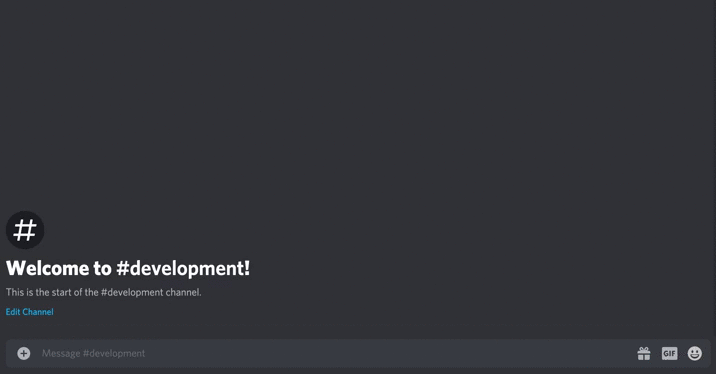 #
Welcome to #development!
This is the start of the #development channel.
Edit Channel
Message #development
GIF